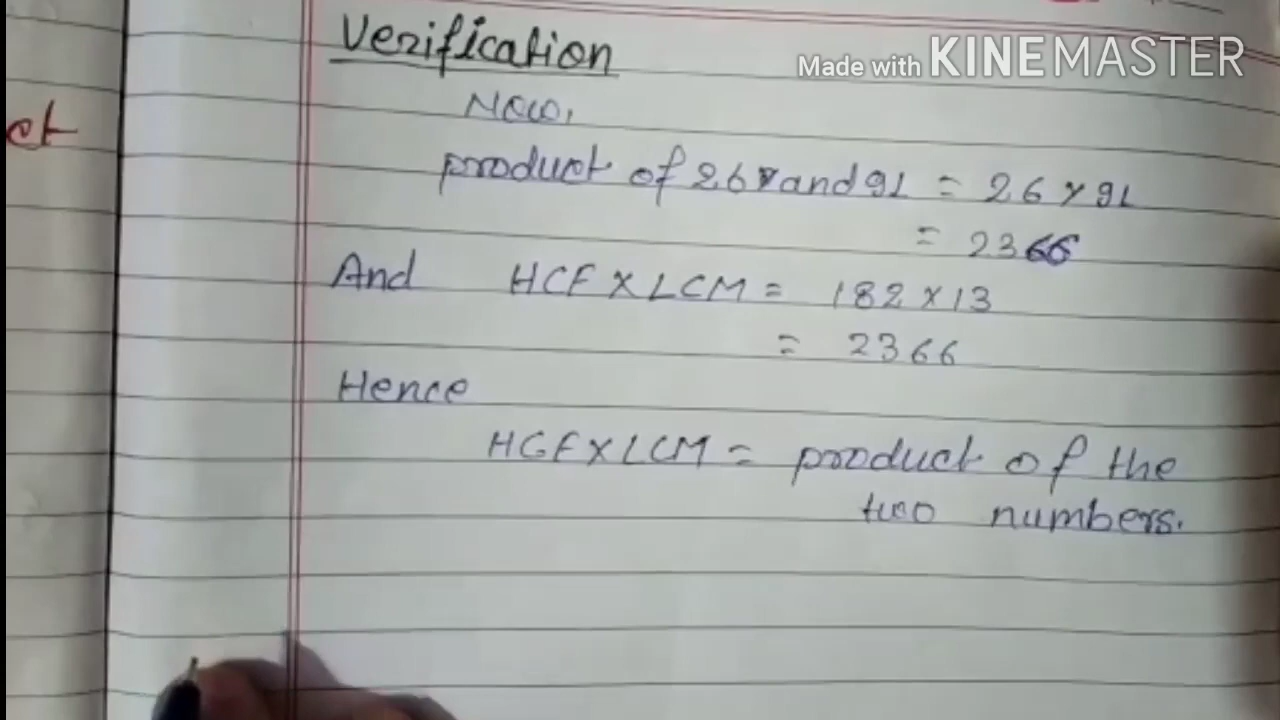 Made with KINEMASTER
Verification
Now,
ct
product of 26 and 91 = 26 × 91
= 2366
And HCF × LCM = 182 × 13
= 2366
Hence
HCF × LCM = product of the
two numbers.